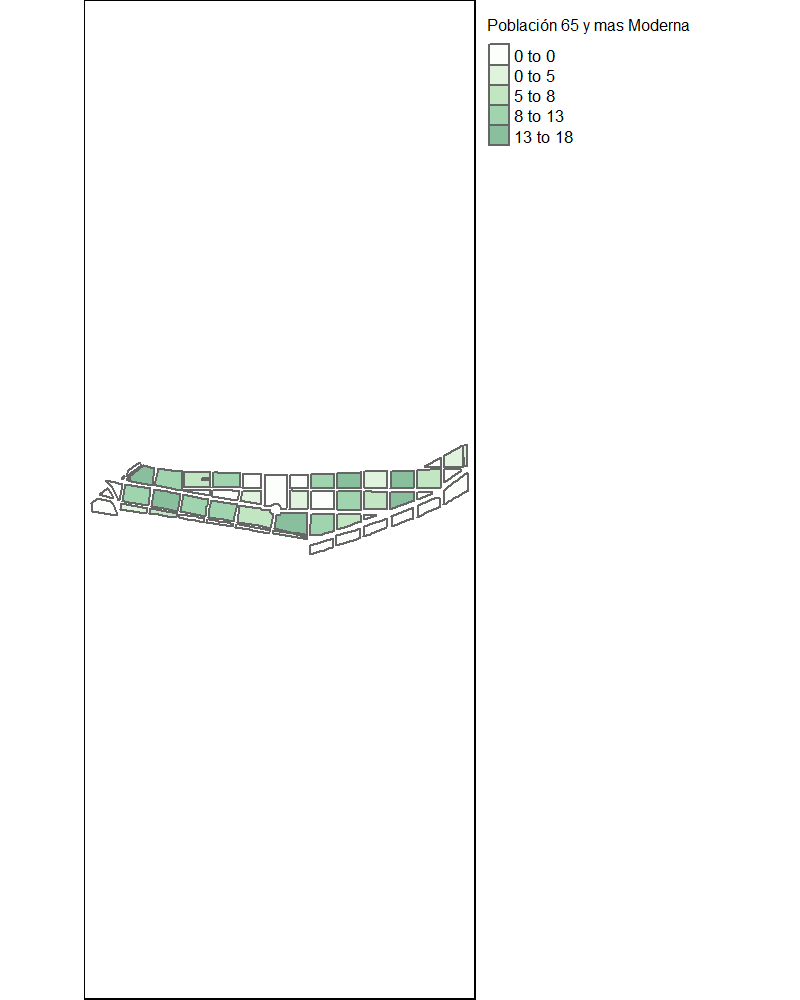 Población 65 y mas Moderna
0 to 0
0 to 5
5 to 8
8 to 13
13 to 18